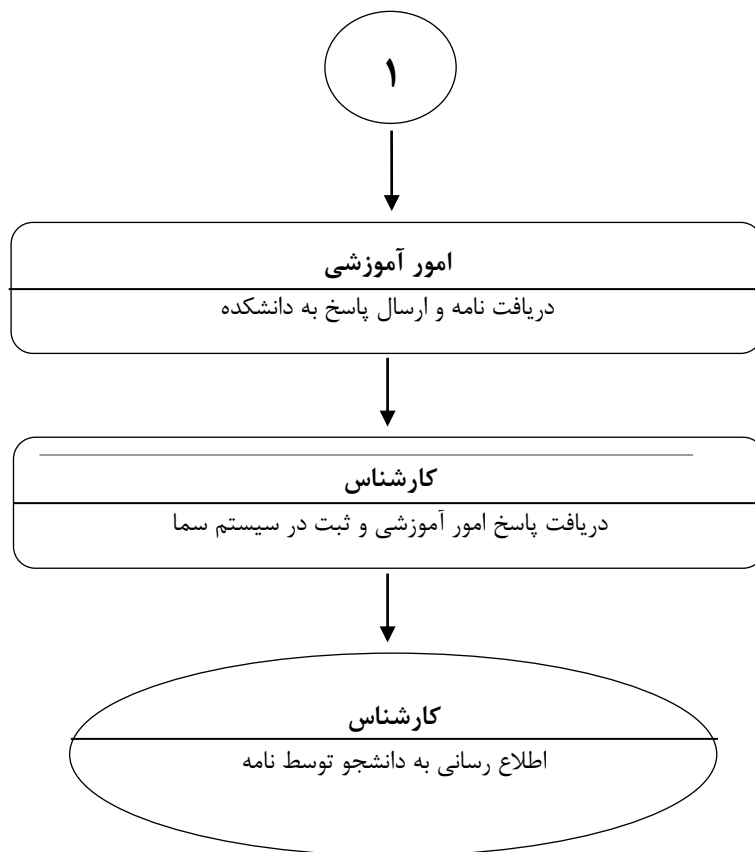 ۱
امور آموزشی
دریافت نامه و ارسال پاسخ به دانشکده
کارشناس
دریافت پاسخ امور آموزشی و ثبت در سیستم سما
کارشناس
اطلاع رسانی به دانشجو توسط نامه